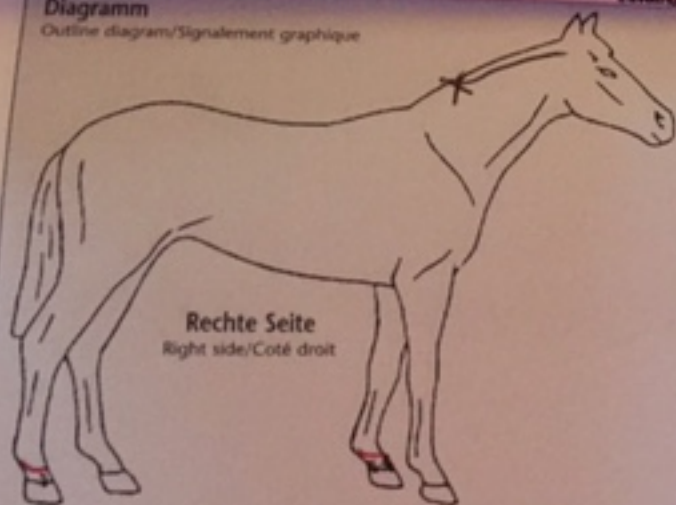 Diagramm
Outline diagram/Signalement graphique
Rechte Seite
Right side/Coté droit